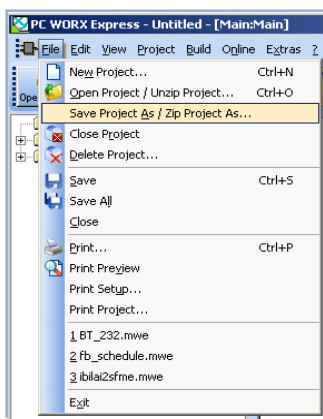 PC WORX Express - Untitled - [Main:Main]
File Edit View Project Build Online Extras ?
New Project... Ctrl+N
Ope
Open Project / Unzip Project... Ctrl+O
Save Project As / Zip Project As...
Close Project
Delete Project...
Save Ctrl+S
Save All
Close
Print... Ctrl+P
Print Preview
Print Setup...
Print Project...
1 BT_232.mwe
2 fb_schedule.mwe
3 ibilai2sfme.mwe
Exit